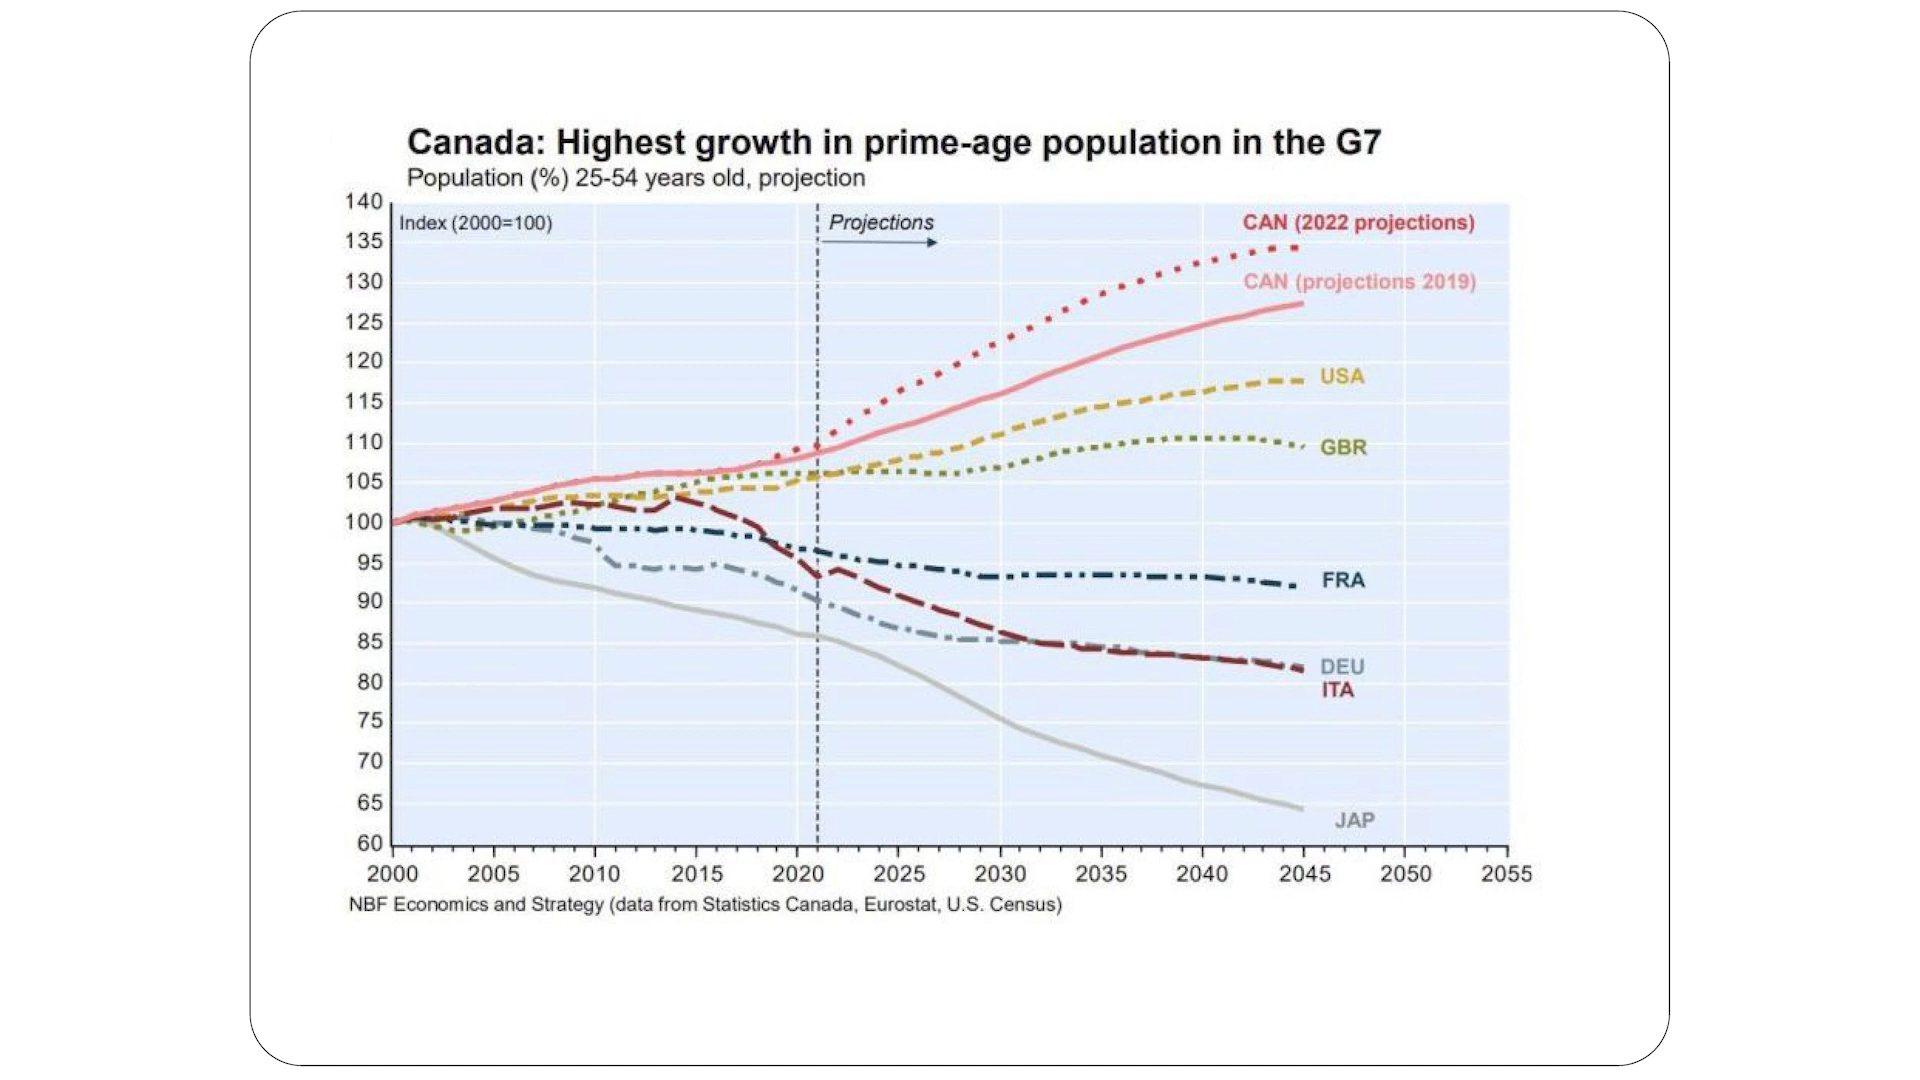 Canada: Highest growth in prime-age population in the G7
Population (%) 25-54 years old, projection
140
Index (2000=100)
Projections
CAN (2022 projections)
135
130
CAN (projections 2019)
125
120
USA
115
110
GBR
105
100
95
FRA
90
85
DEU
80
ITA
75
70
65
JAP
60
2000 2005 2010 2015 2020 2025 2030 2035 2040 2045 2050 2055
NBF Economics and Strategy (data from Statistics Canada, Eurostat, U.S. Census)